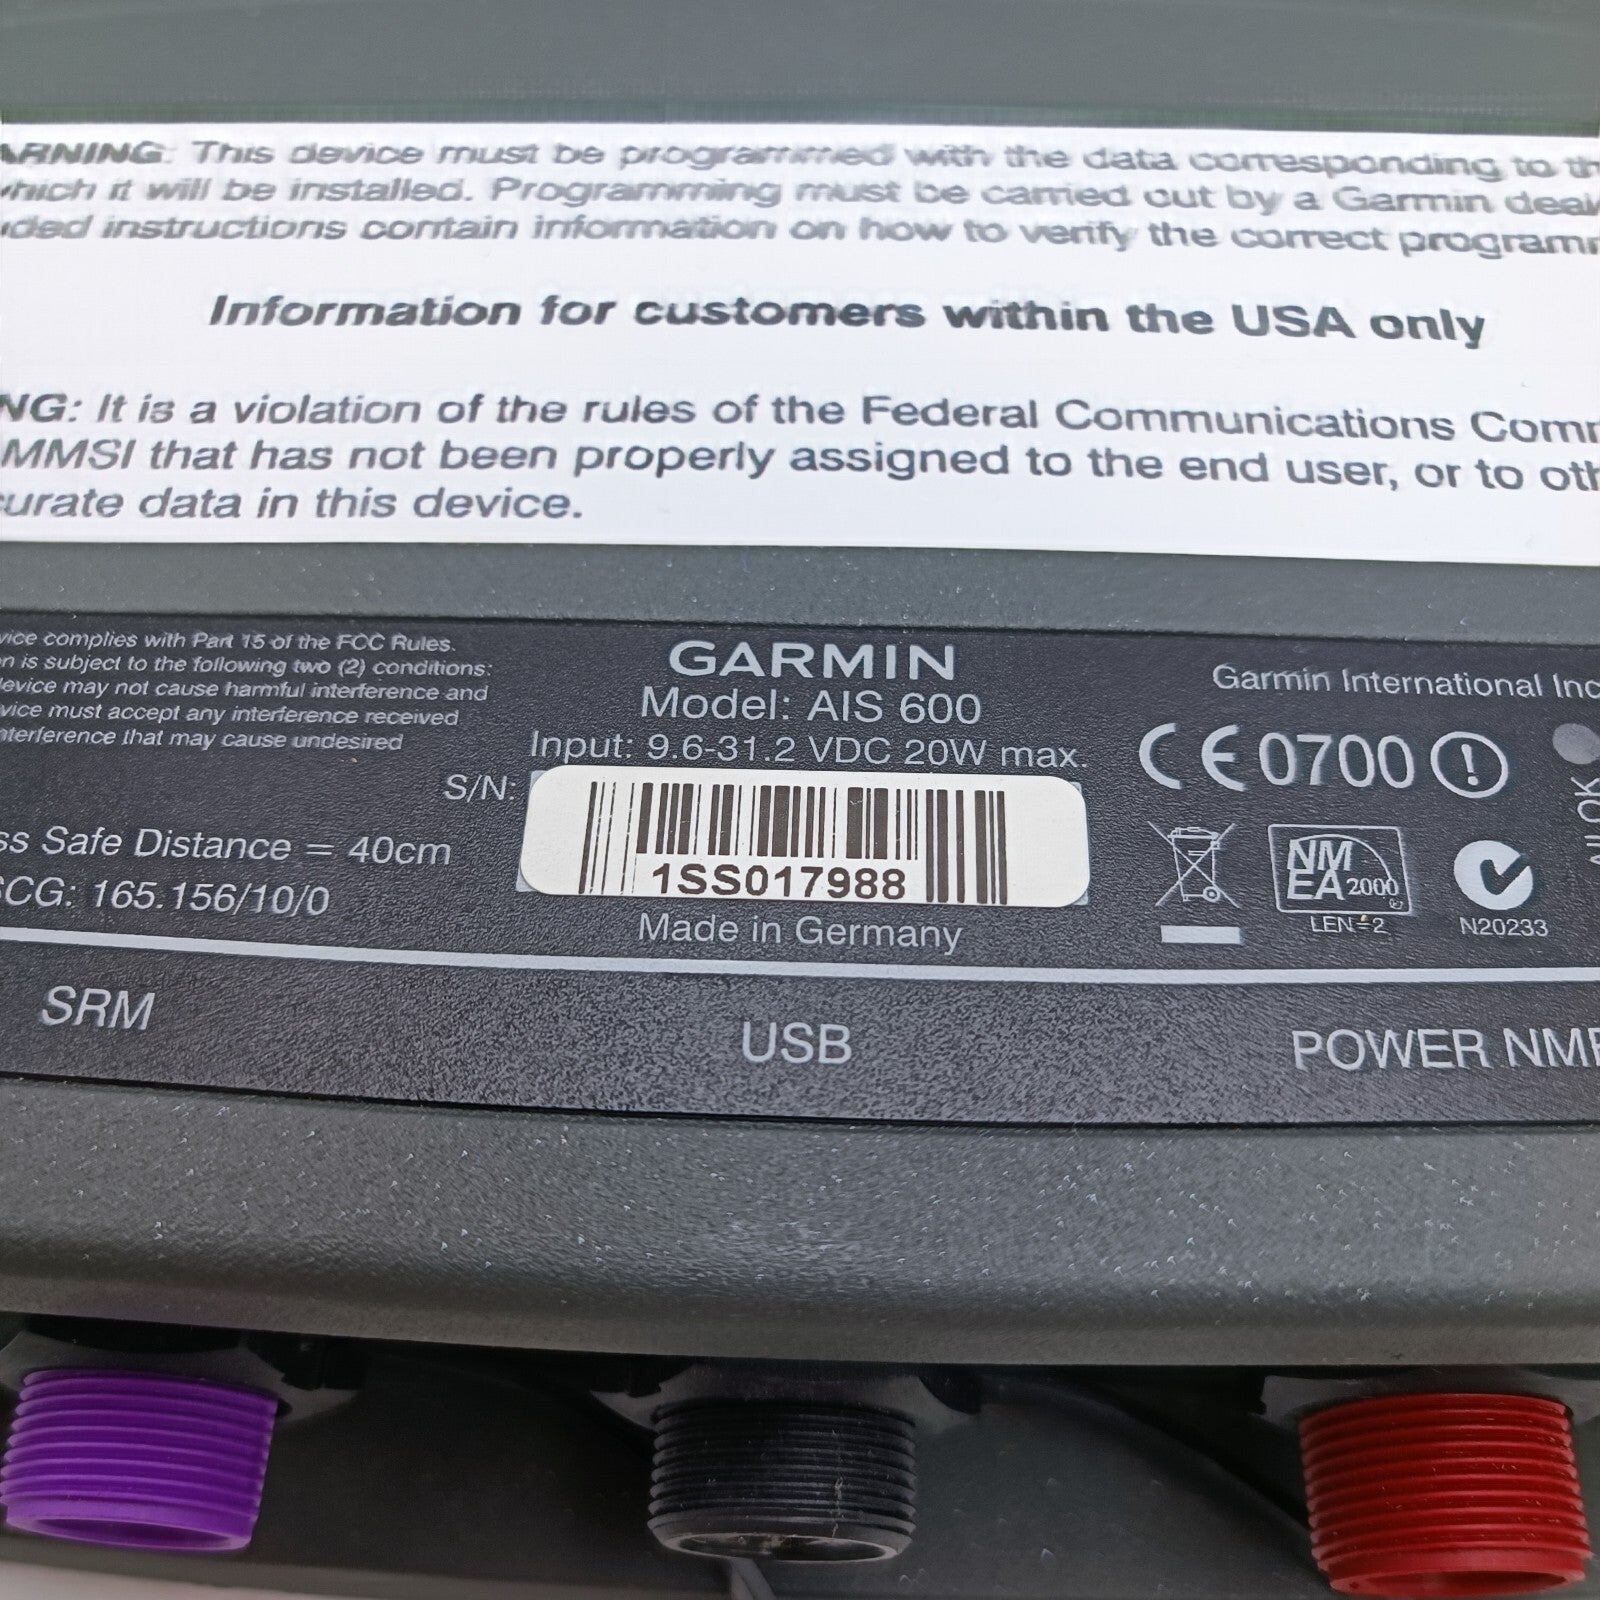 ARNING: This device must be programmed with the data corresponding to th
which it will be installed. Programming must be carried out by a Garmin deal
ded instructions contain information on how to verify the correct programm
Information for customers within the USA only
NG: It is a violation of the rules of the Federal Communications Comm
MMSI that has not been properly assigned to the end user, or to oth
urate data in this device.
vice complies with Part 15 of the FCC Rules.
n is subject to the following two (2) conditions:
evice may not cause harmful interference and
vice must accept any interference received
nterference that may cause undesired
GARMIN
Model: AIS 600
Input: 9.6-31.2 VDC 20W max.
S/N:
1SS017988
Made in Germany
ss Safe Distance = 40cm
SCG: 165.156/10/0
Garmin International Inc
CE0700
NMEA 2000
LEN=2
N20233
SRM
USB
POWER NME